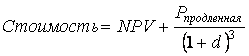 Стоимость = NPV + P_продленная / (1 + d)^3